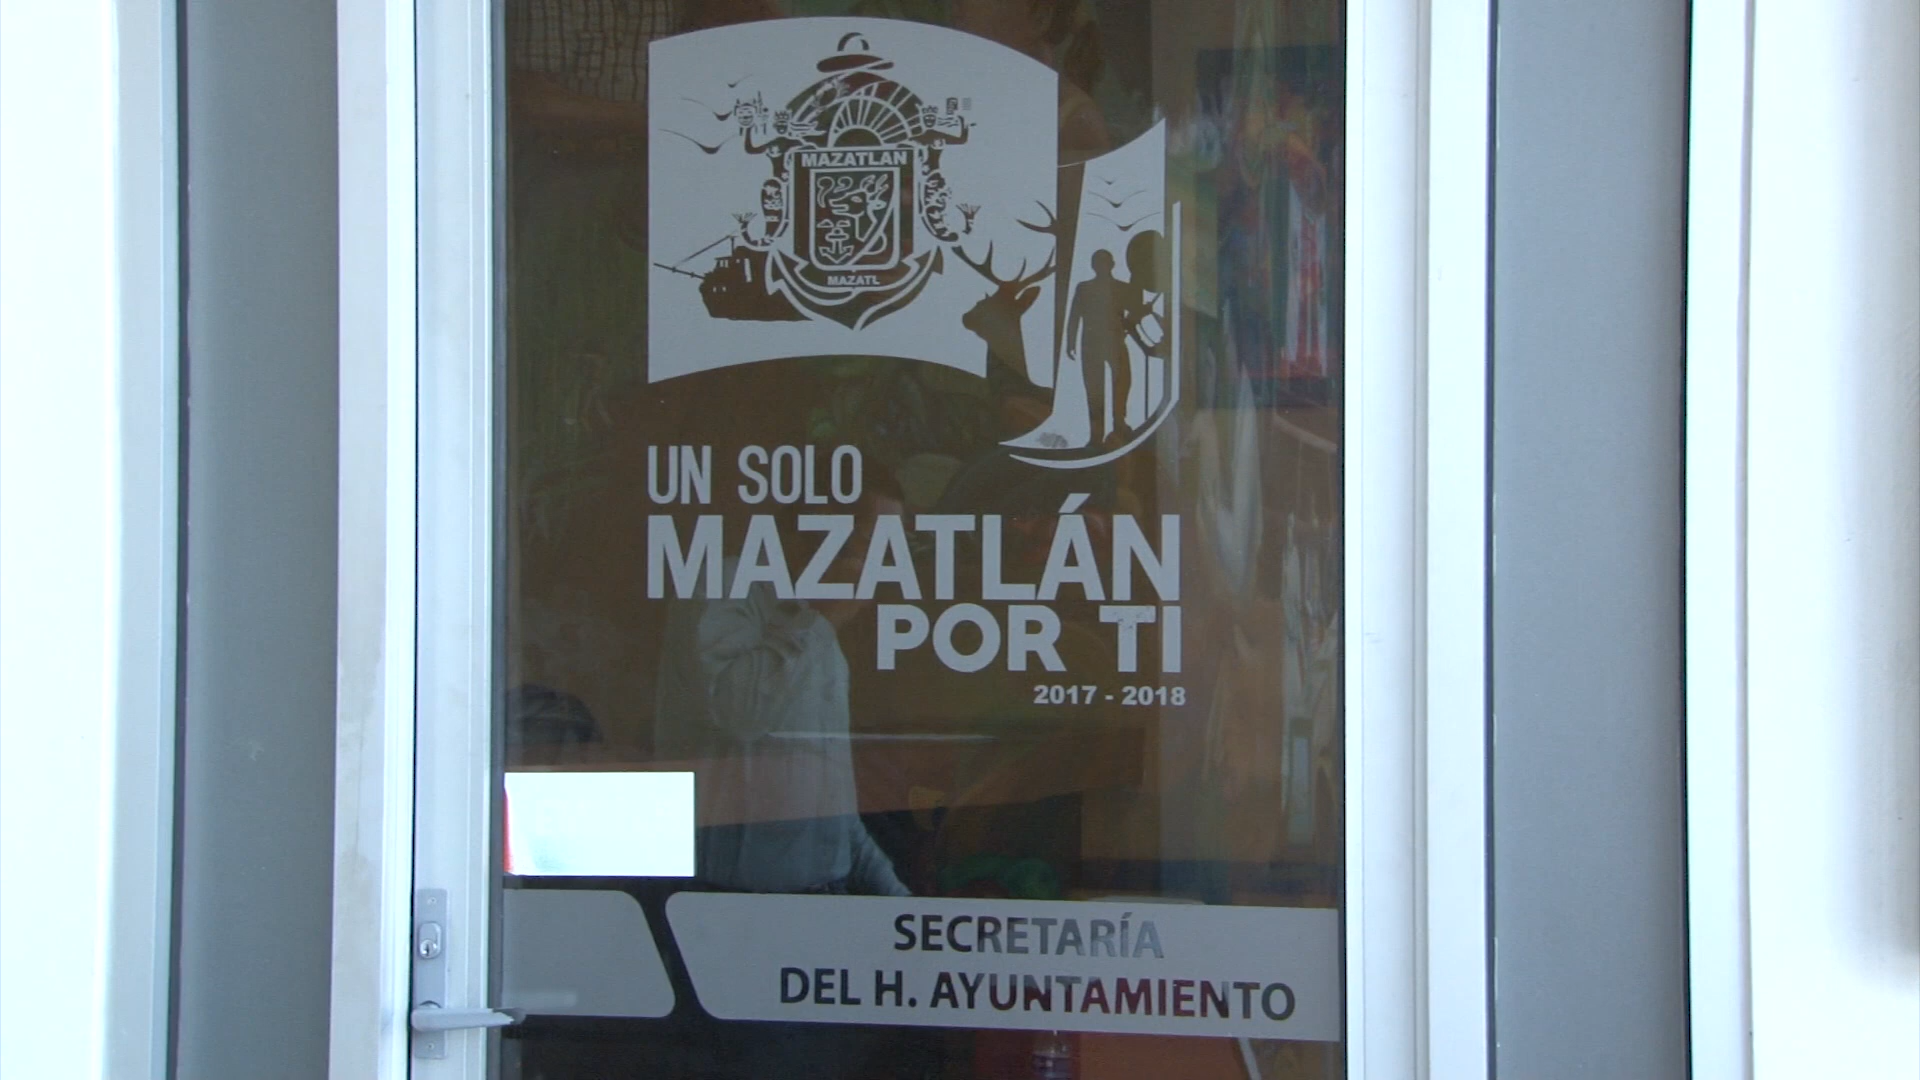 MAZATLAN
MAZATL
UN SOLO
MAZATLÁN
POR TI
2017 - 2018
SECRETARÍA
DEL H. AYUNTAMIENTO